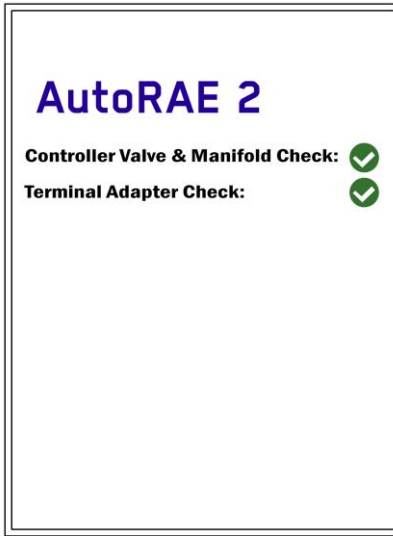 AutoRAE 2
Controller Valve & Manifold Check:
Terminal Adapter Check: